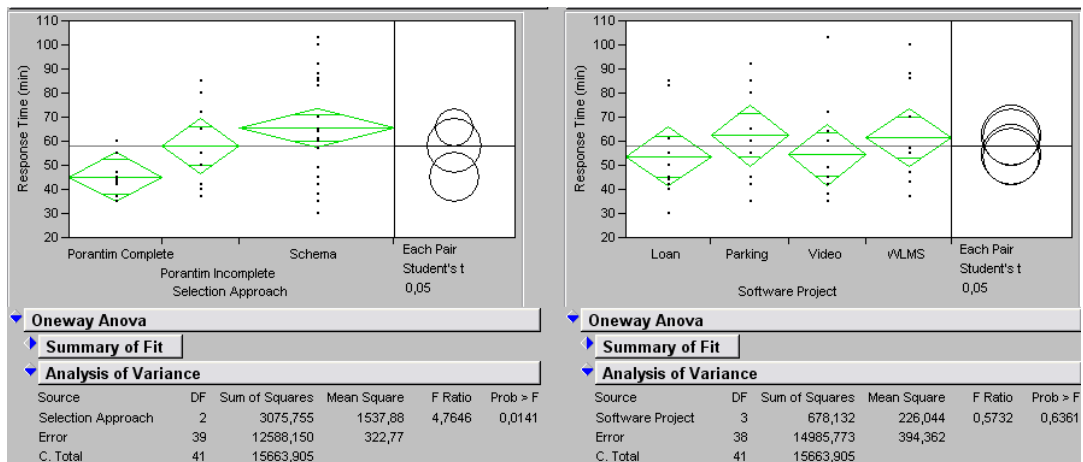 110
100
90
80
70
60
50
40
30
20
Response Time (min)
Porantim Complete
Porantim Incomplete
Schema
Selection Approach
Each Pair
Student's t
0,05
Oneway Anova
Summary of Fit
Analysis of Variance
Source DF Sum of Squares Mean Square F Ratio Prob > F
Selection Approach 2 3075,755 1537,88 4,7646 0,0141
Error 39 12588,150 322,77
C. Total 41 15663,905
110
100
90
80
70
60
50
40
30
20
Response Time (min)
Loan Parking Video WLMS
Software Project
Each Pair
Student's t
0,05
Oneway Anova
Summary of Fit
Analysis of Variance
Source DF Sum of Squares Mean Square F Ratio Prob > F
Software Project 3 678,132 226,044 0,5732 0,6361
Error 38 14985,773 394,362
C. Total 41 15663,905